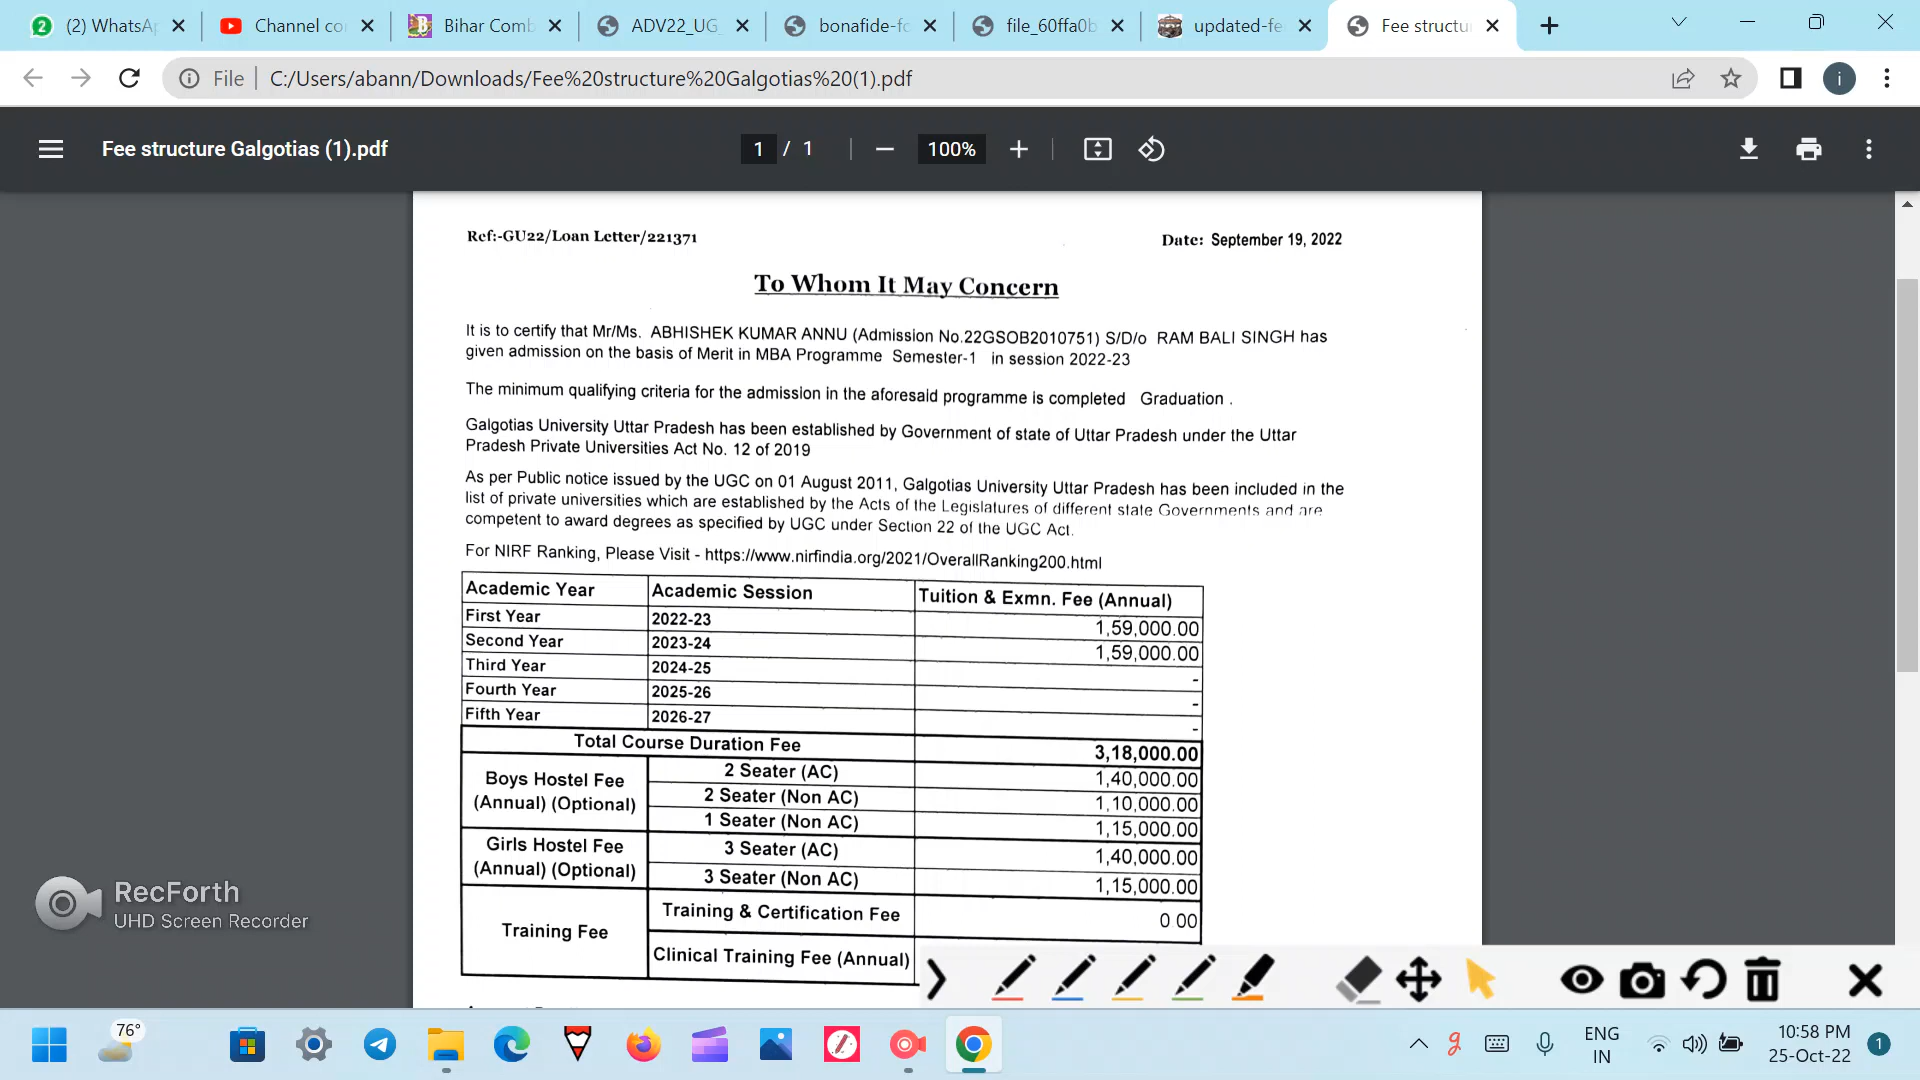 (2) WhatsAp
Channel co
Bihar Comb
ADV22_UG_
bonafide-fo
file_60ffa0b
updated-fe
Fee structu
File
C:/Users/abann/Downloads/Fee%20structure%20Galgotias%20(1).pdf
i
Fee structure Galgotias (1).pdf
1 / 1
100%
Ref:-GU22/Loan Letter/221371
Date: September 19, 2022
To Whom It May Concern
It is to certify that Mr/Ms. ABHISHEK KUMAR ANNU (Admission No.22GSOB2010751) S/D/o RAM BALI SINGH has
given admission on the basis of Merit in MBA Programme Semester-1 in session 2022-23
The minimum qualifying criteria for the admission in the aforesaid programme is completed Graduation .
Galgotias University Uttar Pradesh has been established by Government of state of Uttar Pradesh under the Uttar
Pradesh Private Universities Act No. 12 of 2019
As per Public notice issued by the UGC on 01 August 2011, Galgotias University Uttar Pradesh has been included in the
list of private universities which are established by the Acts of the Legislatures of different state Governments and are
competent to award degrees as specified by UGC under Section 22 of the UGC Act.
For NIRF Ranking, Please Visit - https://www.nirfindia.org/2021/OverallRanking200.html
Academic Year Academic Session Tuition & Exmn. Fee (Annual)
First Year 2022-23 1,59,000.00
Second Year 2023-24 1,59,000.00
Third Year 2024-25 -
Fourth Year 2025-26 -
Fifth Year 2026-27 -
Total Course Duration Fee 3,18,000.00
Boys Hostel Fee
(Annual) (Optional)
2 Seater (AC) 1,40,000.00
2 Seater (Non AC) 1,10,000.00
1 Seater (Non AC) 1,15,000.00
Girls Hostel Fee
(Annual) (Optional)
3 Seater (AC) 1,40,000.00
3 Seater (Non AC) 1,15,000.00
Training Fee
Training & Certification Fee 0 00
Clinical Training Fee (Annual)
RecForth
UHD Screen Recorder
76°
ENG
IN
10:58 PM
25-Oct-22
1